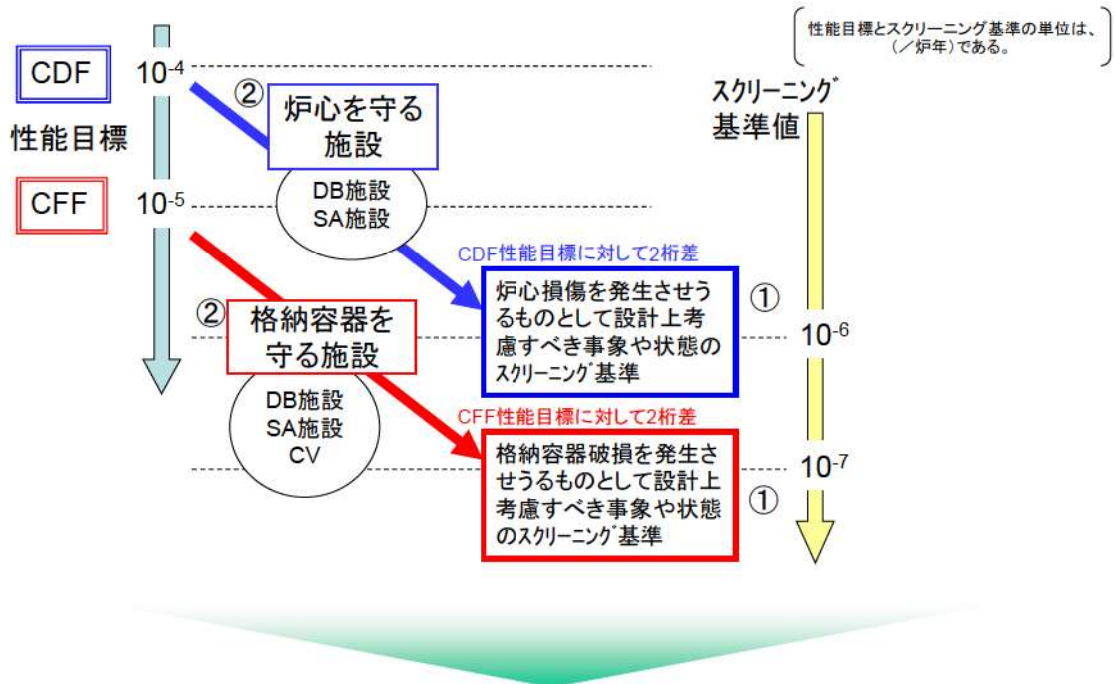 性能目標とスクリーニング基準の単位は、
(／炉年)である。
CDF
10-4
性能目標
CFF
10-5
②
炉心を守る
施設
DB施設
SA施設
スクリーニング
基準値
CDF性能目標に対して2桁差
炉心損傷を発生させう
るものとして設計上考
慮すべき事象や状態の
スクリーニング基準
①
10-6
②
格納容器を
守る施設
DB施設
SA施設
CV
CFF性能目標に対して2桁差
格納容器破損を発生さ
せうるものとして設計上
考慮すべき事象や状態
のスクリーニング基準
①
10-7